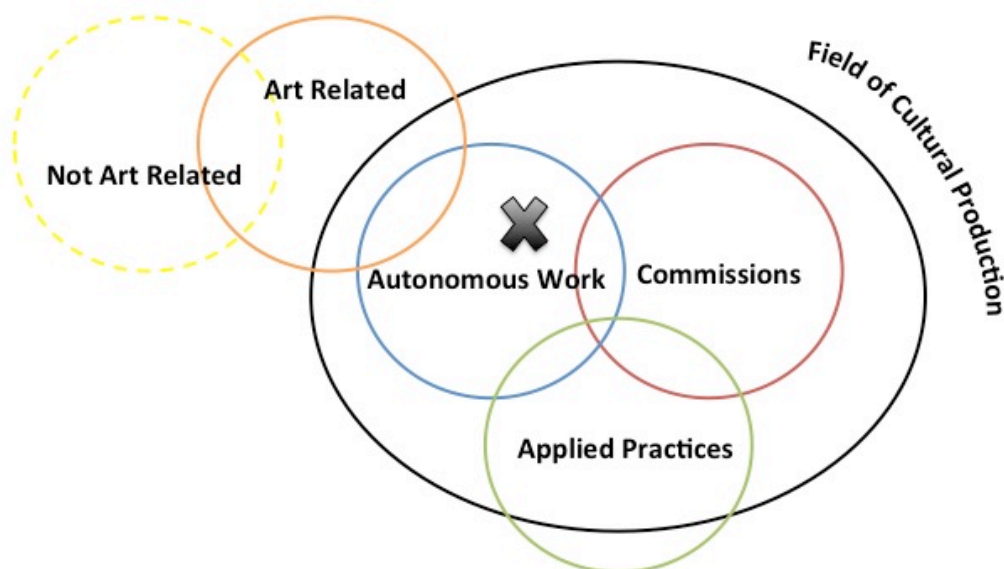 Field of Cultural Production
Art Related
Not Art Related
Autonomous Work
Commissions
Applied Practices